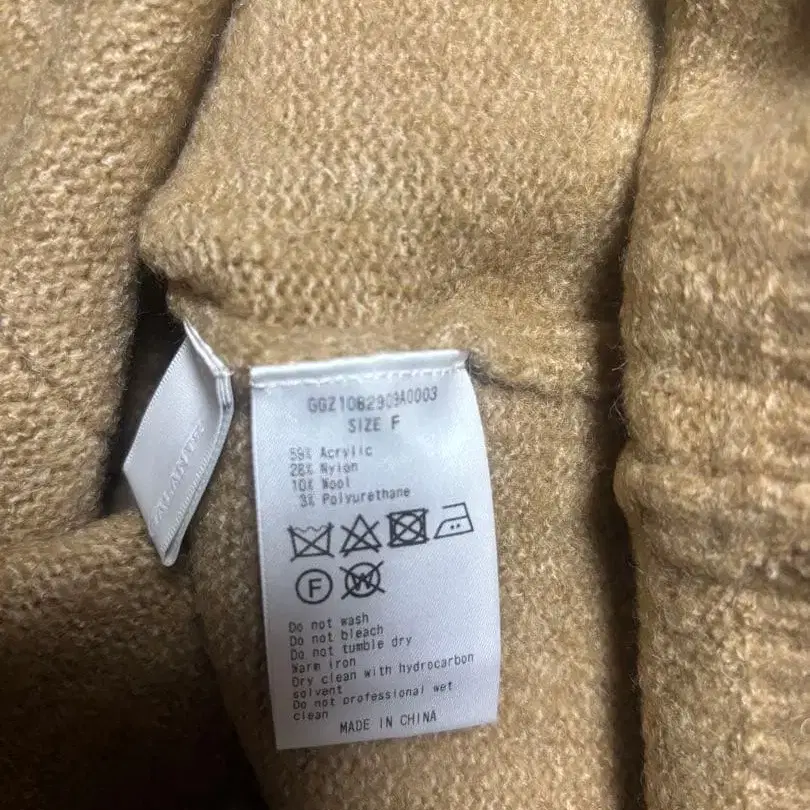 GGZ10B2909A0003
SIZE F
59% Acrylic
28% Nylon
10% Wool
3% Polyurethane
F W
Do not wash
Do not bleach
Do not tumble dry
Warm iron
Dry clean with hydrocarbon
solvent
Do not professional wet
clean
MADE IN CHINA